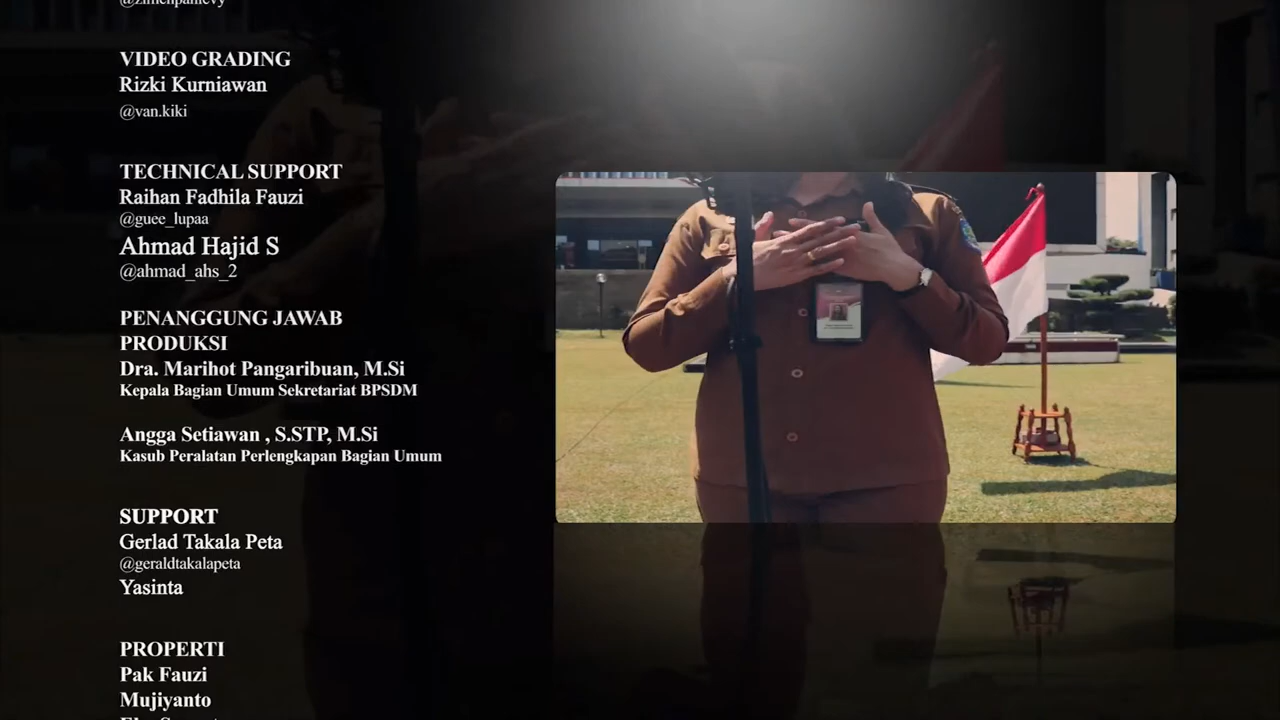 VIDEO GRADING
Rizki Kurniawan
@van.kiki
TECHNICAL SUPPORT
Raihan Fadhila Fauzi
@guee_lupaa
Ahmad Hajid S
@ahmad_ahs_2
PENANGGUNG JAWAB
PRODUKSI
Dra. Marihot Pangaribuan, M.Si
Kepala Bagian Umum Sekretariat BPSDM
Angga Setiawan , S.STP, M.Si
Kasub Peralatan Perlengkapan Bagian Umum
SUPPORT
Gerlad Takala Peta
@geraldtakalapeta
Yasinta
PROPERTI
Pak Fauzi
Mujiyanto